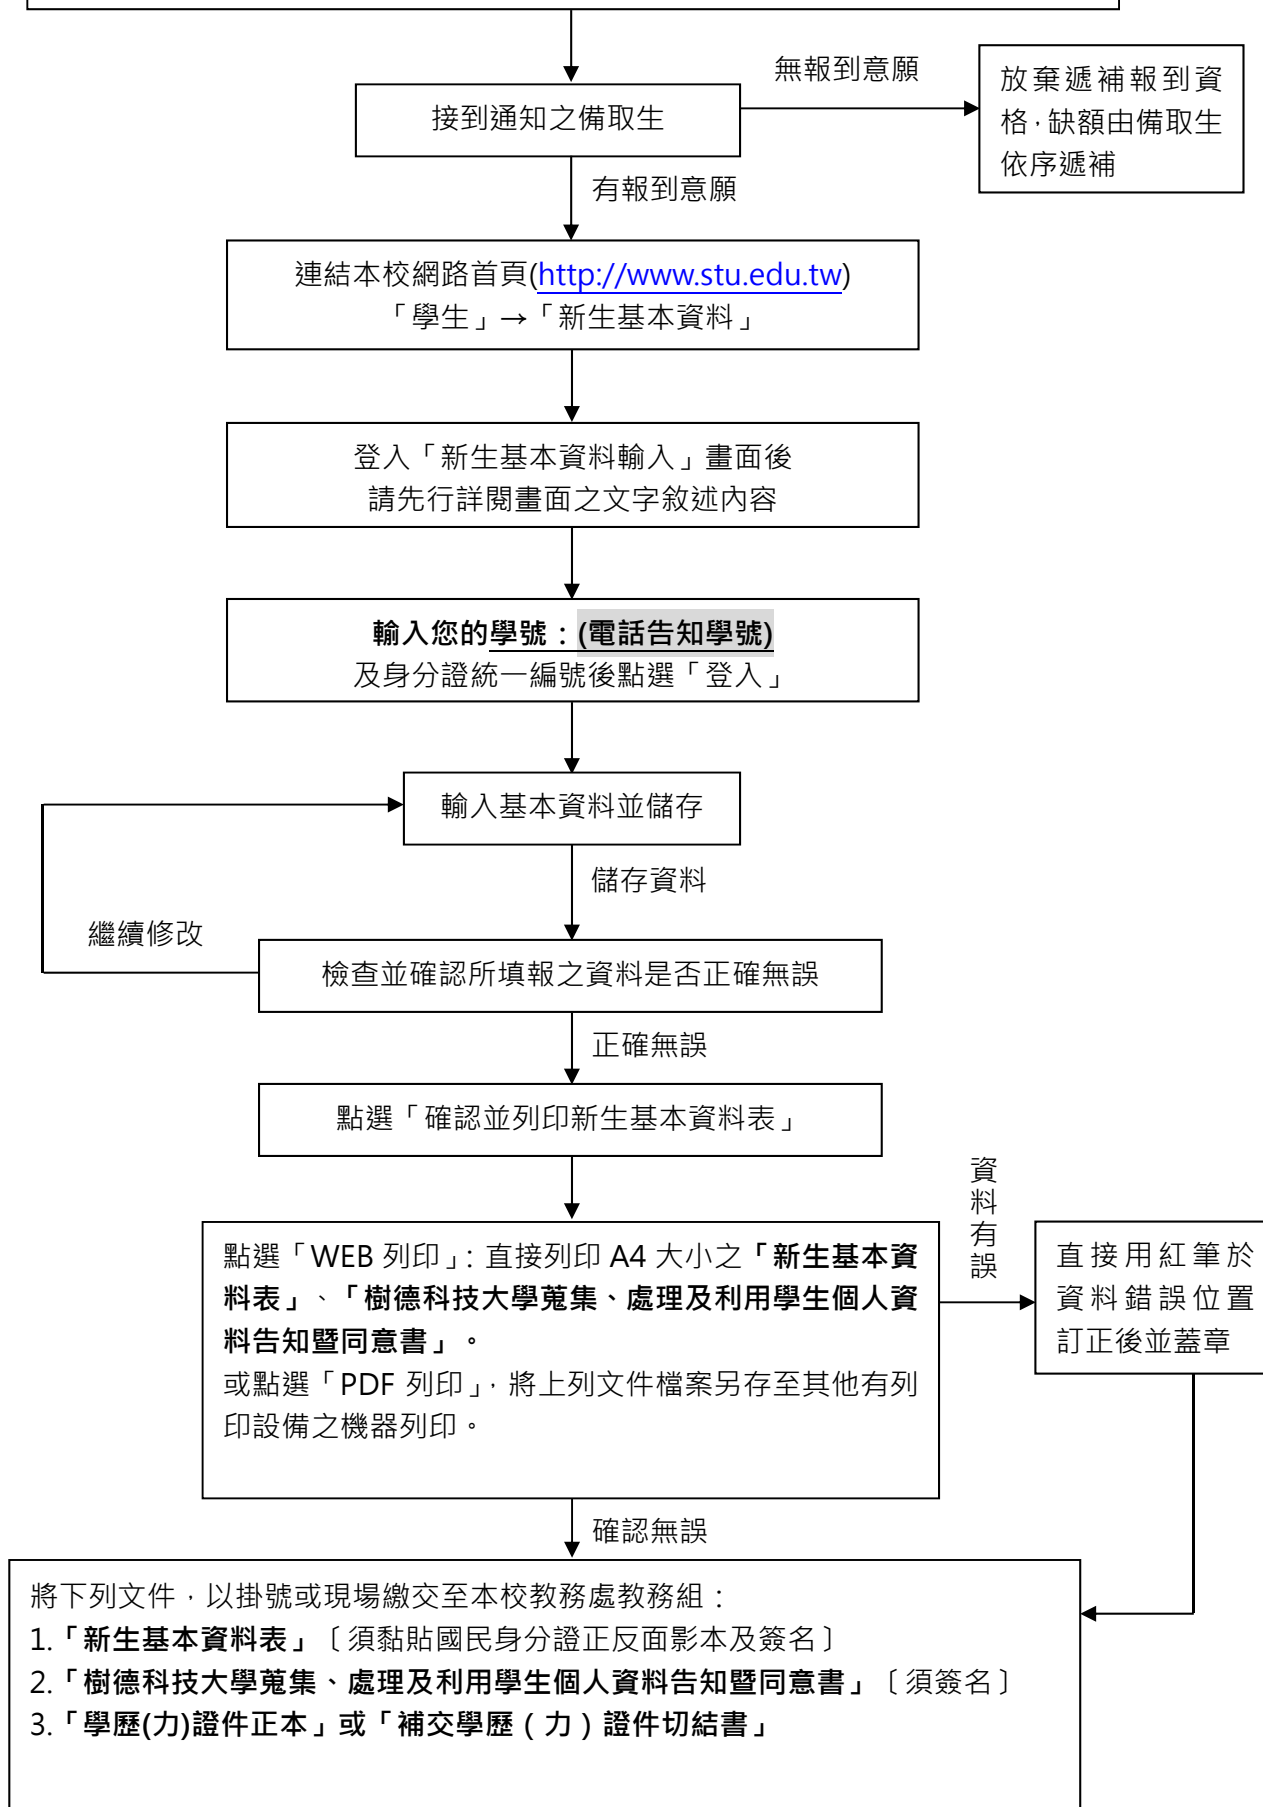 無報到意願
放棄遞補報到資
格，缺額由備取生
依序遞補
接到通知之備取生
有報到意願
連結本校網路首頁(http://www.stu.edu.tw)
「學生」→「新生基本資料」
登入「新生基本資料輸入」畫面後
請先行詳閱畫面之文字敘述內容
輸入您的學號：(電話告知學號)
及身分證統一編號後點選「登入」
輸入基本資料並儲存
儲存資料
繼續修改
檢查並確認所填報之資料是否正確無誤
正確無誤
點選「確認並列印新生基本資料表」
資料有誤
點選「WEB 列印」：直接列印 A4 大小之「新生基本資
料表」、「樹德科技大學蒐集、處理及利用學生個人資
料告知暨同意書」。
或點選「PDF 列印」，將上列文件檔案另存至其他有列
印設備之機器列印。
直接用紅筆於
資料錯誤位置
訂正後並蓋章
確認無誤
將下列文件，以掛號或現場繳交至本校教務處教務組：
1.「新生基本資料表」〔須黏貼國民身分證正反面影本及簽名〕
2.「樹德科技大學蒐集、處理及利用學生個人資料告知暨同意書」〔須簽名〕
3.「學歷(力)證件正本」或「補交學歷（力）證件切結書」